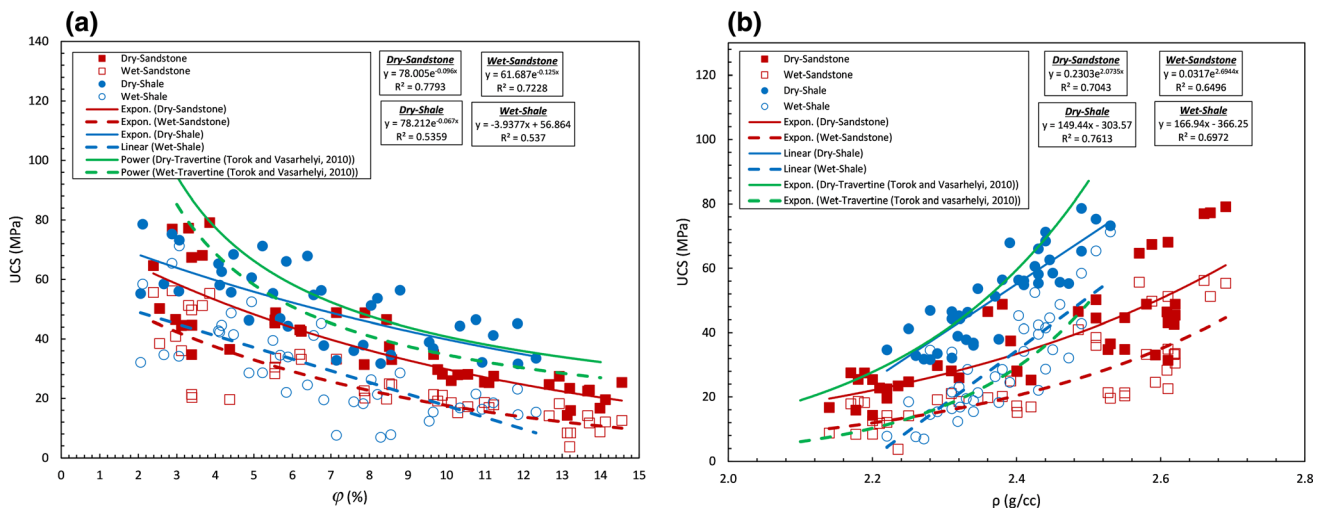 (a)
140
120
100
80
60
40
20
0
UCS (MPa)
0 1 2 3 4 5 6 7 8 9 10 11 12 13 14 15
φ (%)
Dry-Sandstone
Wet-Sandstone
Dry-Shale
Wet-Shale
Expon. (Dry-Sandstone)
Expon. (Wet-Sandstone)
Expon. (Dry-Shale)
Linear (Wet-Shale)
Power (Dry-Travertine (Torok and Vasarhelyi, 2010))
Power (Wet-Travertine (Torok and Vasarhelyi, 2010))
Dry-Sandstone
y = 78.005e^-0.096x
R² = 0.7793
Wet-Sandstone
y = 61.687e^-0.125x
R² = 0.7228
Dry-Shale
y = 78.212e^-0.067x
R² = 0.5359
Wet-Shale
y = -3.9377x + 56.864
R² = 0.537
(b)
120
100
80
60
40
20
0
UCS (MPa)
2.0 2.2 2.4 2.6 2.8
ρ (g/cc)
Dry-Sandstone
Wet-Sandstone
Dry-Shale
Wet-Shale
Expon. (Dry-Sandstone)
Expon. (Wet-Sandstone)
Linear (Dry-Shale)
Linear (Wet-Shale)
Expon. (Dry-Travertine (Torok and Vasarhelyi, 2010))
Expon. (Wet-Travertine (Torok and vasarhelyi, 2010))
Dry-Sandstone
y = 0.2303e^2.0735x
R² = 0.7043
Wet-Sandstone
y = 0.0317e^2.6944x
R² = 0.6496
Dry-Shale
y = 149.44x - 303.57
R² = 0.7613
Wet-Shale
y = 166.94x - 366.25
R² = 0.6972